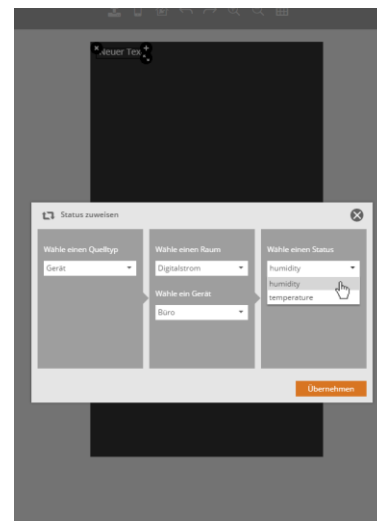 Neuer Tex
Status zuweisen
Wähle einen Quelltyp
Gerät
Wähle einen Raum
Digitalstrom
Wähle ein Gerät
Büro
Wähle einen Status
humidity
humidity
temperature
Übernehmen